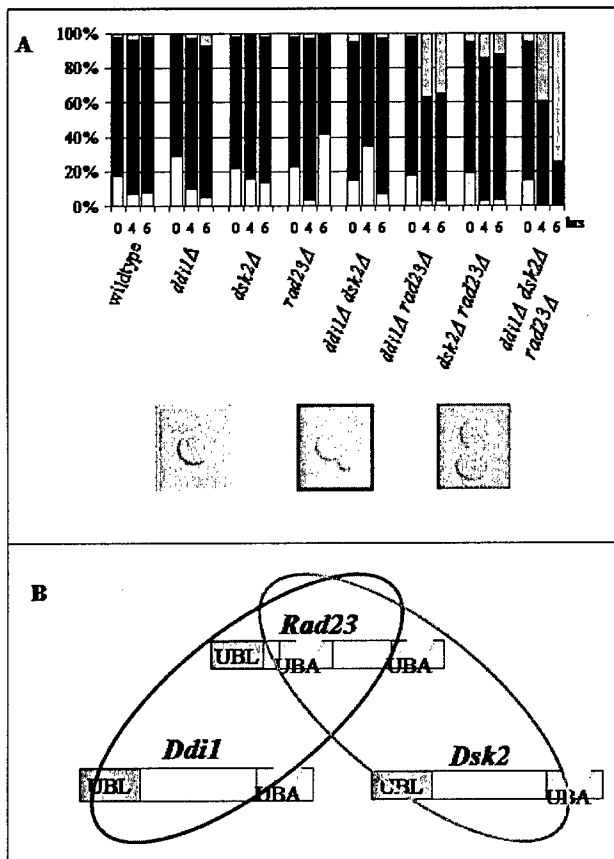 A
100%
80%
60%
40%
20%
0%
0 4 6 0 4 6 0 4 6 0 4 6 0 4 6 0 4 6 0 4 6 0 4 6 hrs
wildtype
ddi1Δ
dsk2Δ
rad23Δ
ddi1Δ dsk2Δ
ddi1Δ rad23Δ
dsk2Δ rad23Δ
ddi1Δ dsk2Δ
rad23Δ
B
Rad23
UBL UBA UBA
Ddi1 Dsk2
UBL UBA UBL UBA